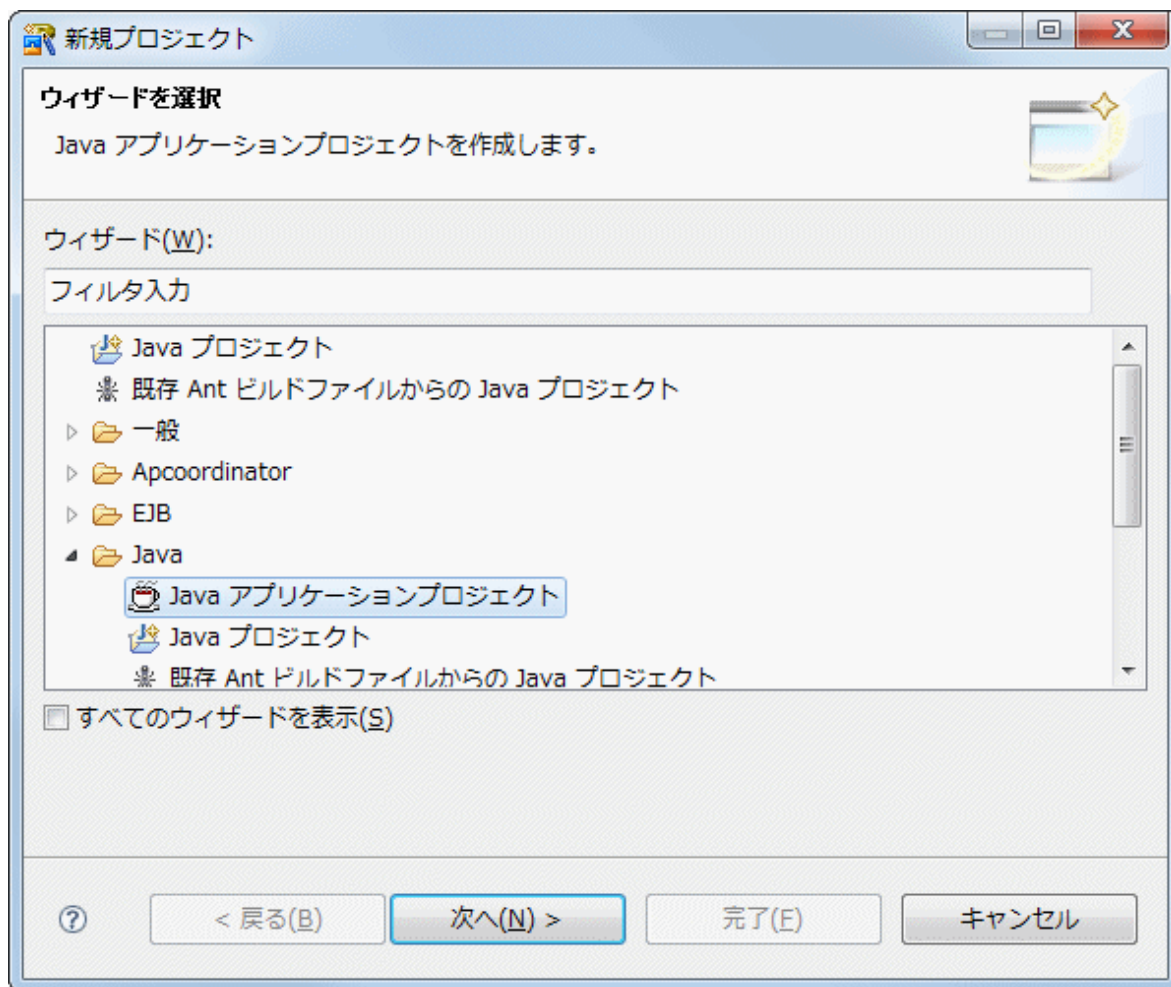 新規プロジェクト
ウィザードを選択
Java アプリケーションプロジェクトを作成します。
ウィザード(W):
フィルタ入力
Java プロジェクト
既存 Ant ビルドファイルからの Java プロジェクト
一般
Apcoordinator
EJB
Java
Java アプリケーションプロジェクト
Java プロジェクト
既存 Ant ビルドファイルからの Java プロジェクト
すべてのウィザードを表示(S)
< 戻る(B) 次へ(N) > 完了(F) キャンセル